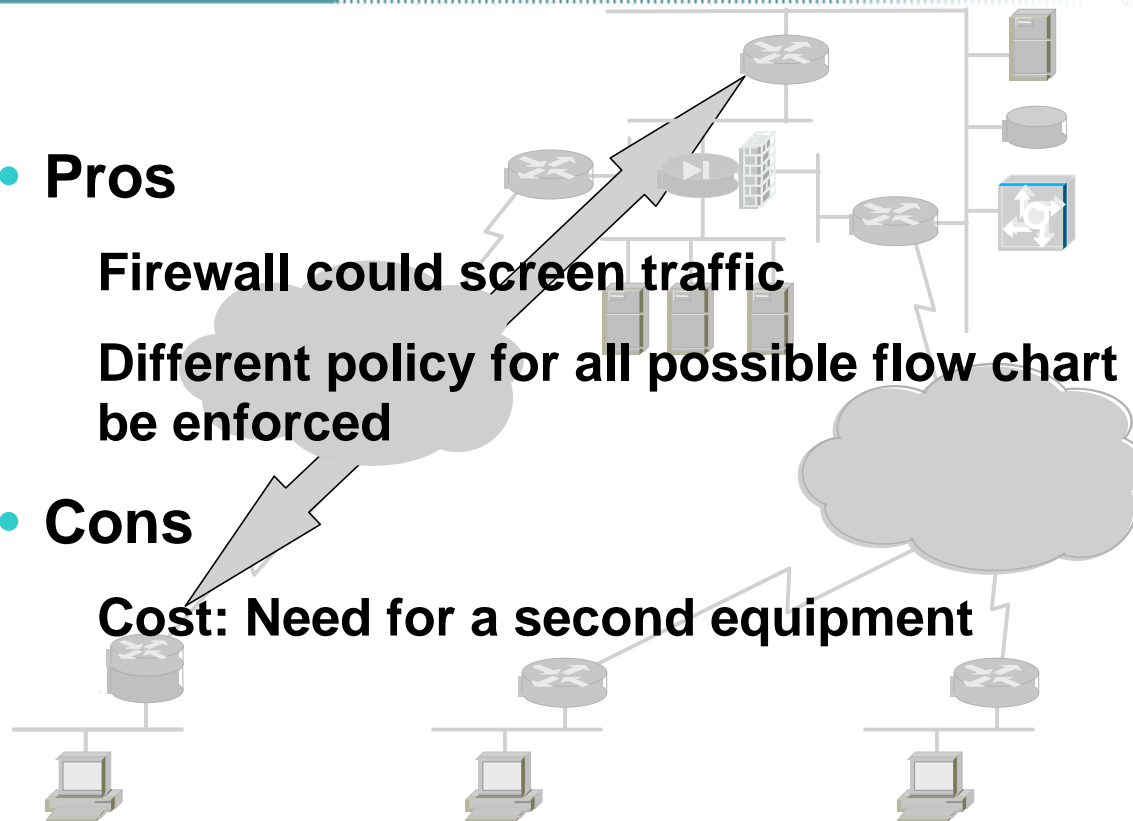 • Pros
Firewall could screen traffic
Different policy for all possible flow chart
be enforced
• Cons
Cost: Need for a second equipment